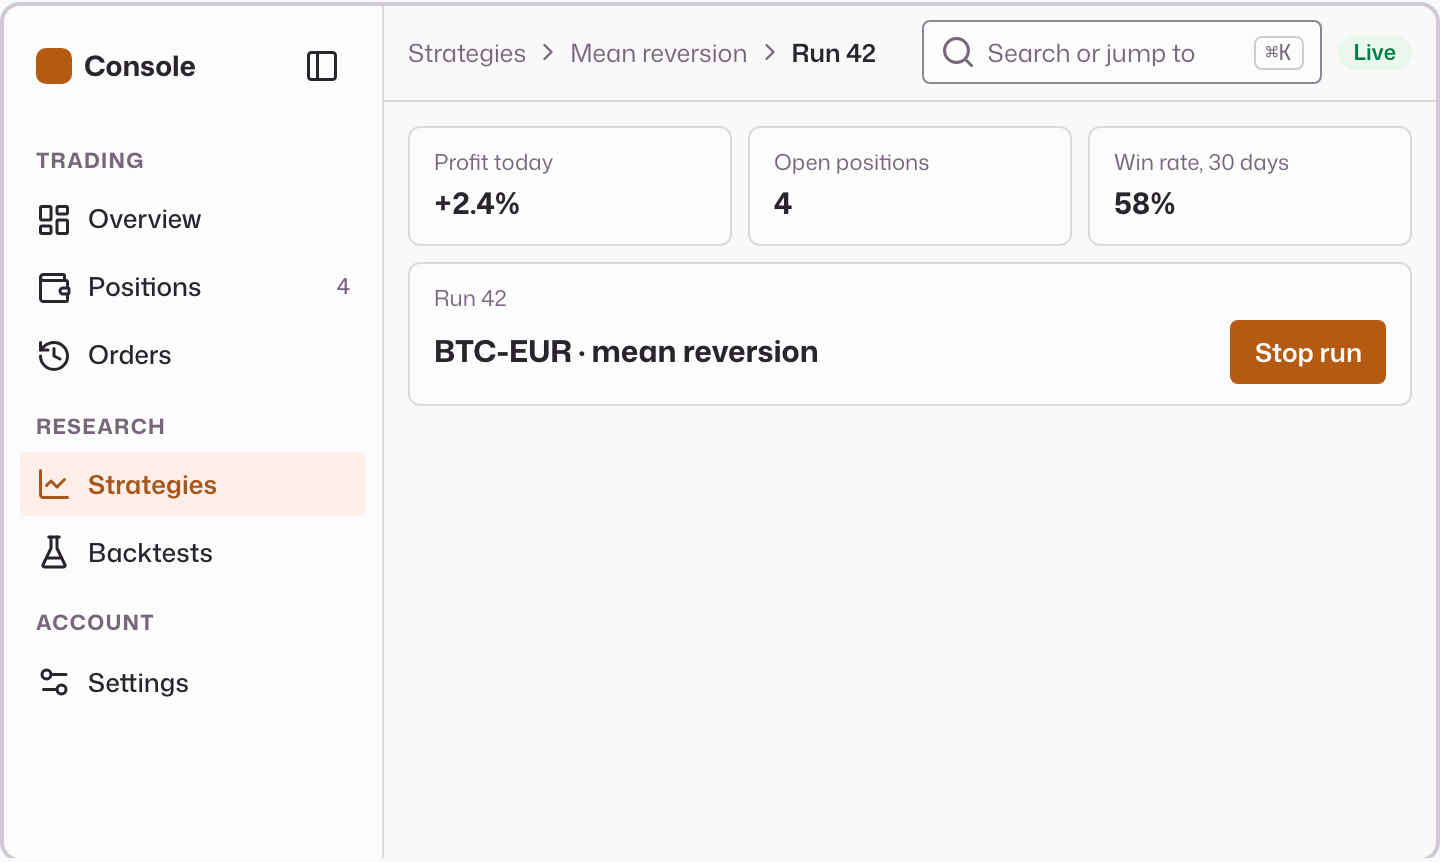 Console
TRADING
Overview
Positions 4
Orders
RESEARCH
Strategies
Backtests
ACCOUNT
Settings
Strategies > Mean reversion > Run 42
Search or jump to ⌘K
Live
Profit today
+2.4%
Open positions
4
Win rate, 30 days
58%
Run 42
BTC-EUR · mean reversion
Stop run